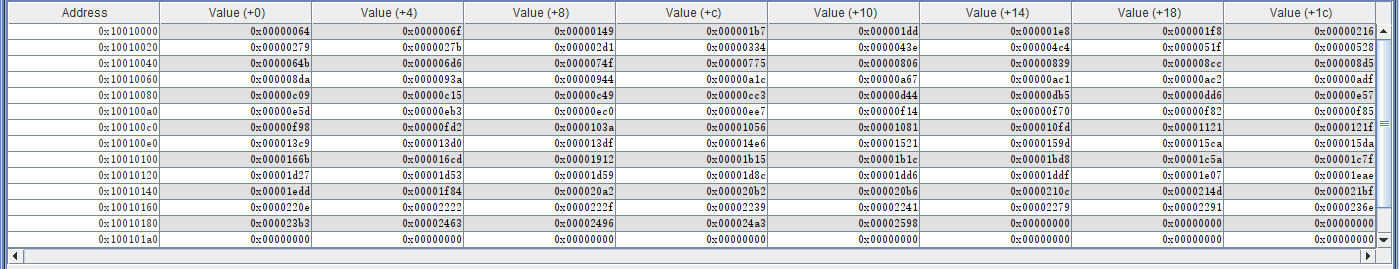 Address Value (+0) Value (+4) Value (+8) Value (+c) Value (+10) Value (+14) Value (+18) Value (+1c)
0x10010000 0x00000064 0x0000006f 0x00000149 0x000001b7 0x000001dd 0x000001e8 0x000001f8 0x00000216
0x10010020 0x00000279 0x0000027b 0x000002d1 0x00000334 0x0000043e 0x000004c4 0x0000051f 0x00000528
0x10010040 0x0000064b 0x000006d6 0x0000074f 0x00000775 0x00000806 0x00000839 0x000008cc 0x000008d5
0x10010060 0x000008da 0x0000093a 0x00000944 0x00000a1c 0x00000a67 0x00000ac1 0x00000ac2 0x00000adf
0x10010080 0x00000c09 0x00000c15 0x00000c49 0x00000cc3 0x00000d44 0x00000db5 0x00000dd6 0x00000e57
0x100100a0 0x00000e5d 0x00000eb3 0x00000ec0 0x00000ee7 0x00000f14 0x00000f70 0x00000f82 0x00000f85
0x100100c0 0x00000f98 0x00000fd2 0x0000103a 0x00001056 0x00001081 0x000010fd 0x00001121 0x0000121f
0x100100e0 0x000013c9 0x000013d0 0x000013df 0x000014e6 0x00001521 0x0000159d 0x000015ca 0x000015da
0x10010100 0x0000166b 0x000016cd 0x00001912 0x00001b15 0x00001b1c 0x00001bd8 0x00001c5a 0x00001c7f
0x10010120 0x00001d27 0x00001d53 0x00001d59 0x00001d8c 0x00001dd6 0x00001ddf 0x00001e07 0x00001eae
0x10010140 0x00001edd 0x00001f84 0x000020a2 0x000020b2 0x000020b6 0x0000210c 0x0000214d 0x000021bf
0x10010160 0x0000220e 0x00002222 0x0000222f 0x00002239 0x00002241 0x00002279 0x00002291 0x0000236e
0x10010180 0x000023b3 0x00002463 0x00002496 0x000024a3 0x00002598 0x00000000 0x00000000 0x00000000
0x100101a0 0x00000000 0x00000000 0x00000000 0x00000000 0x00000000 0x00000000 0x00000000 0x00000000